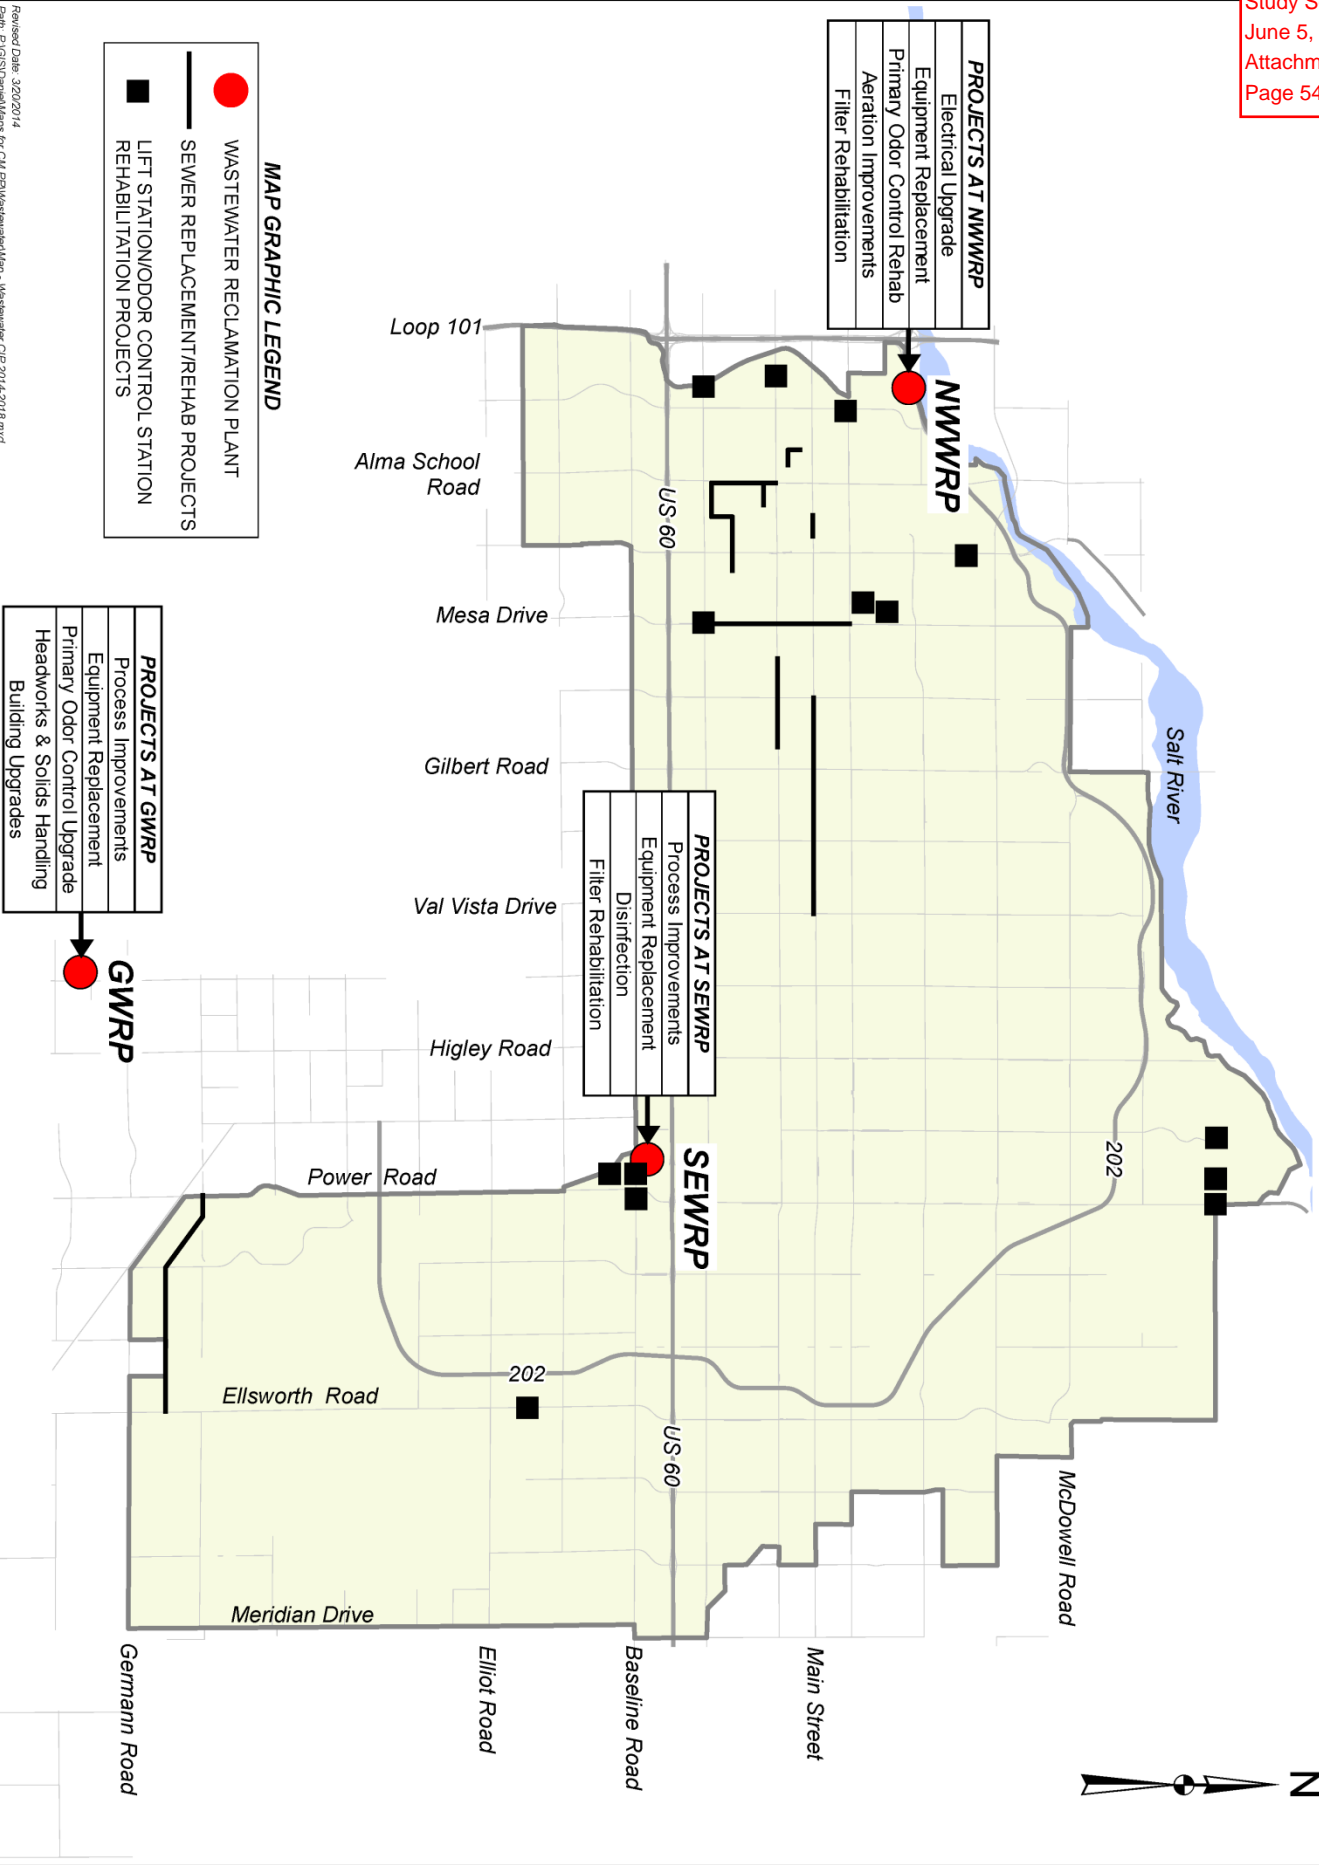 Study S
June 5,
Attachm
Page 54
PROJECTS AT NWWRP
Electrical Upgrade
Equipment Replacement
Primary Odor Control Rehab
Aeration Improvements
Filter Rehabilitation
NWWRP
Salt River
202
McDowell Road
N
Main Street
US-60
US-60
PROJECTS AT SEWRP
Process Improvements
Equipment Replacement
Disinfection
Filter Rehabilitation
SEWRP
Baseline Road
Elliot Road
Germann Road
Loop 101
Alma School
Road
Mesa Drive
Gilbert Road
Val Vista Drive
Higley Road
Power Road
202
Ellsworth Road
Meridian Drive
PROJECTS AT GWRP
Process Improvements
Equipment Replacement
Primary Odor Control Upgrade
Headworks & Solids Handling
Building Upgrades
GWRP
MAP GRAPHIC LEGEND
WASTEWATER RECLAMATION PLANT
SEWER REPLACEMENT/REHAB PROJECTS
LIFT STATION/ODOR CONTROL STATION
REHABILITATION PROJECTS
Revised Date: 3/20/2014